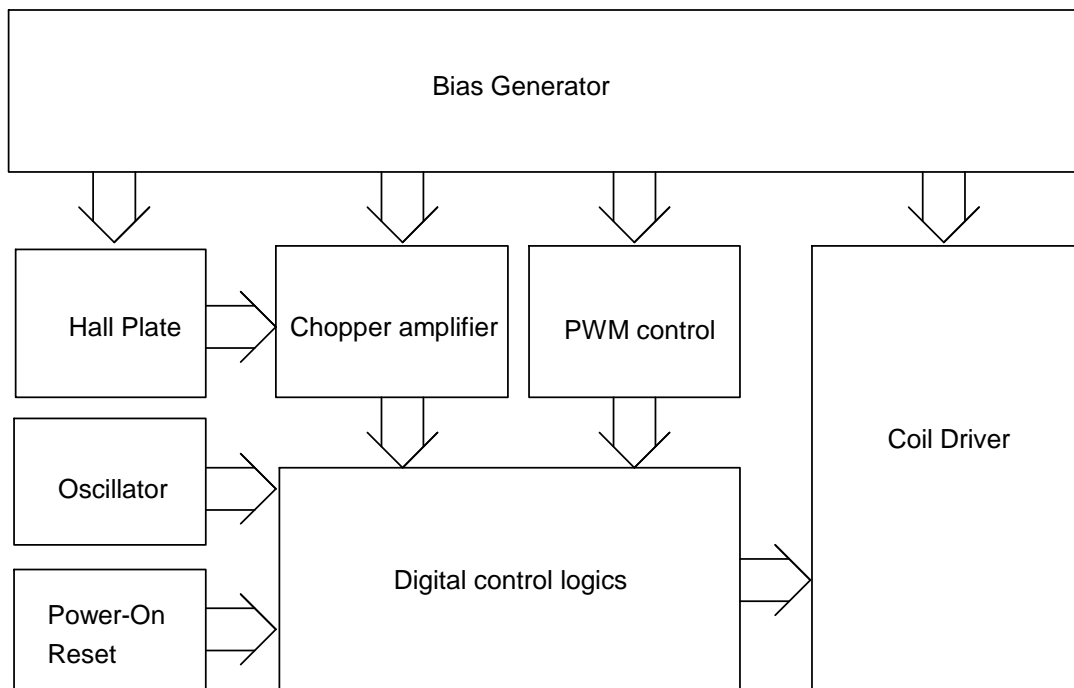 Bias Generator
Hall Plate
Chopper amplifier
PWM control
Coil Driver
Oscillator
Digital control logics
Power-On
Reset